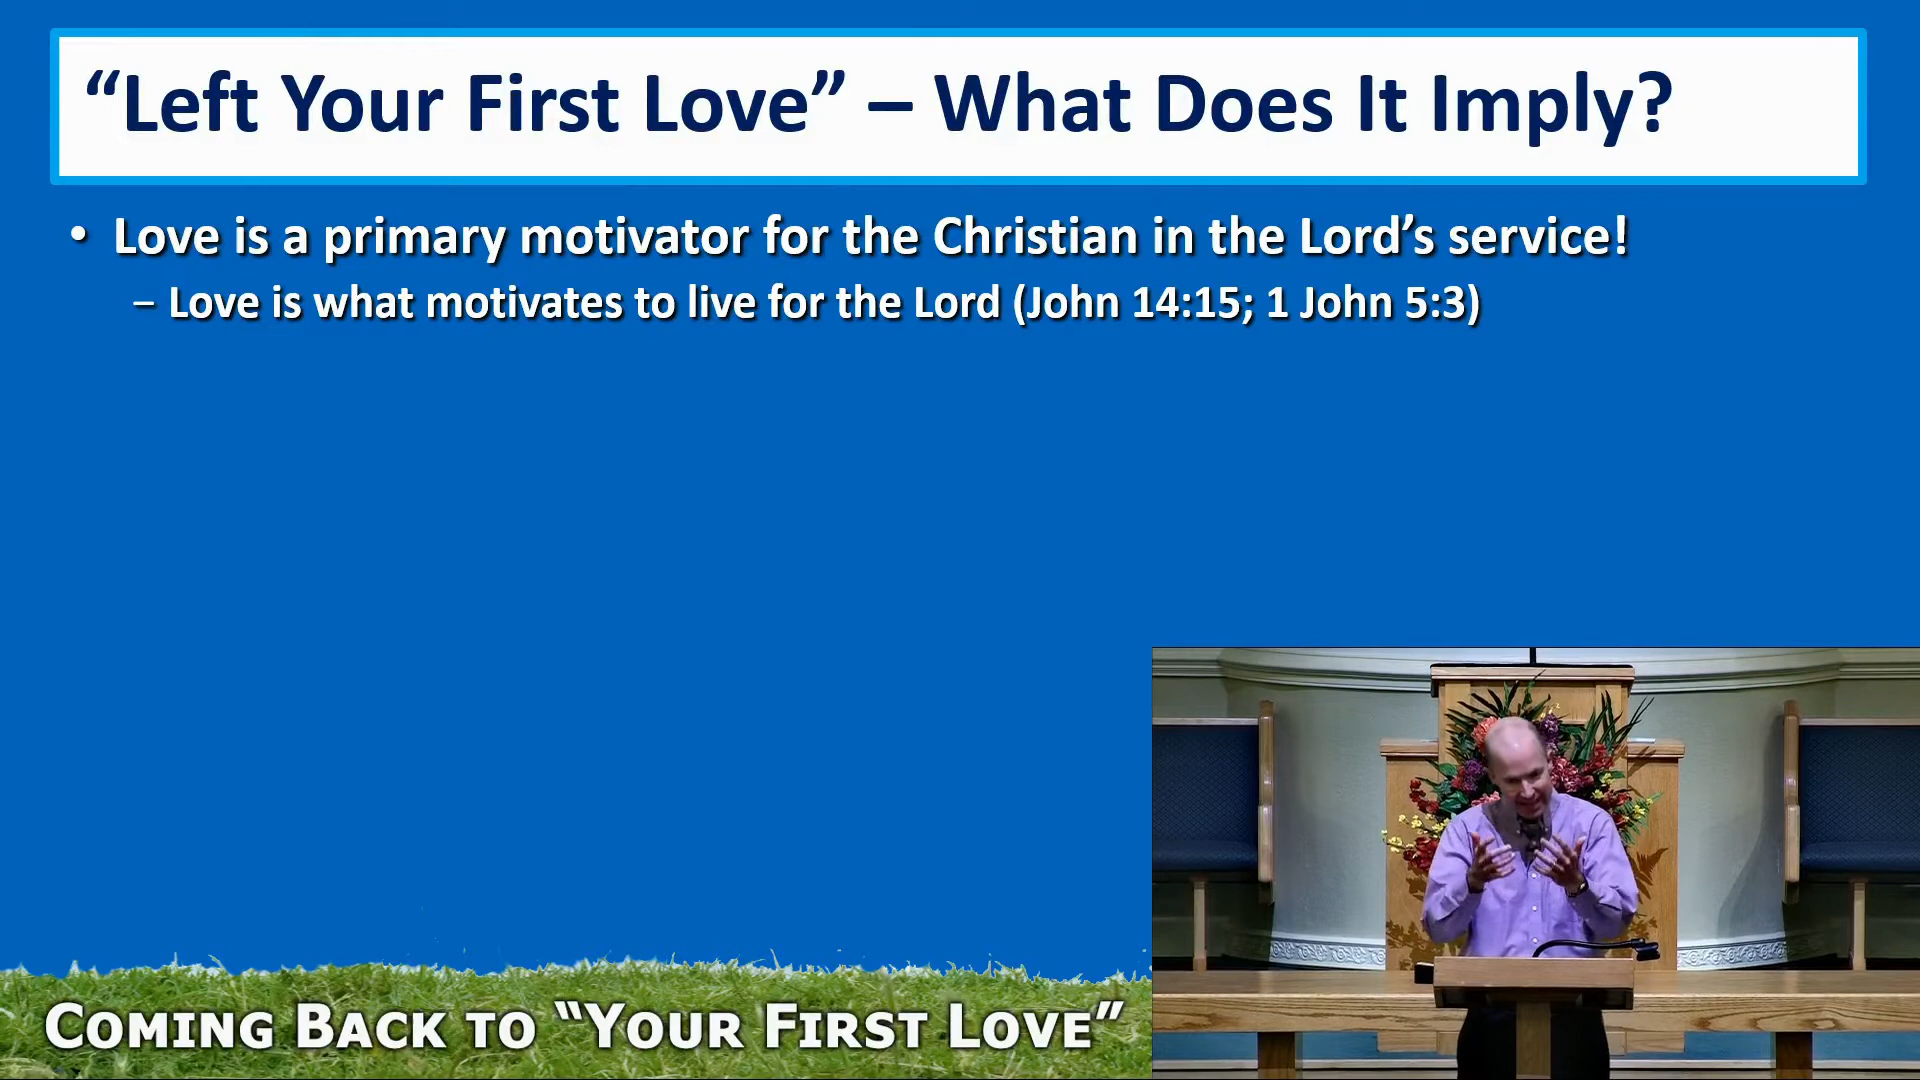 “Left Your First Love” – What Does It Imply?
• Love is a primary motivator for the Christian in the Lord’s service!
– Love is what motivates to live for the Lord (John 14:15; 1 John 5:3)
Coming Back to “Your First Love”